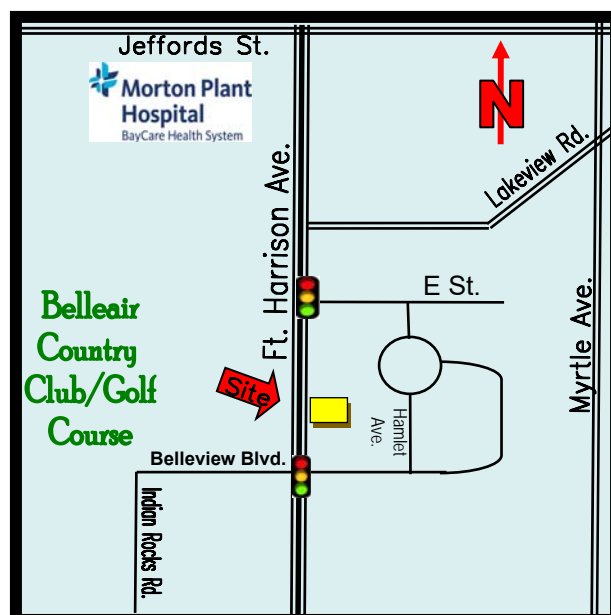 Jeffords St.
Morton Plant
Hospital
BayCare Health System
N
Lakeview Rd.
Ft. Harrison Ave.
E St.
Belleair
Country
Club/Golf
Course
Site
Myrtle Ave.
Hamlet
Ave.
Belleview Blvd.
Indian Rocks Rd.